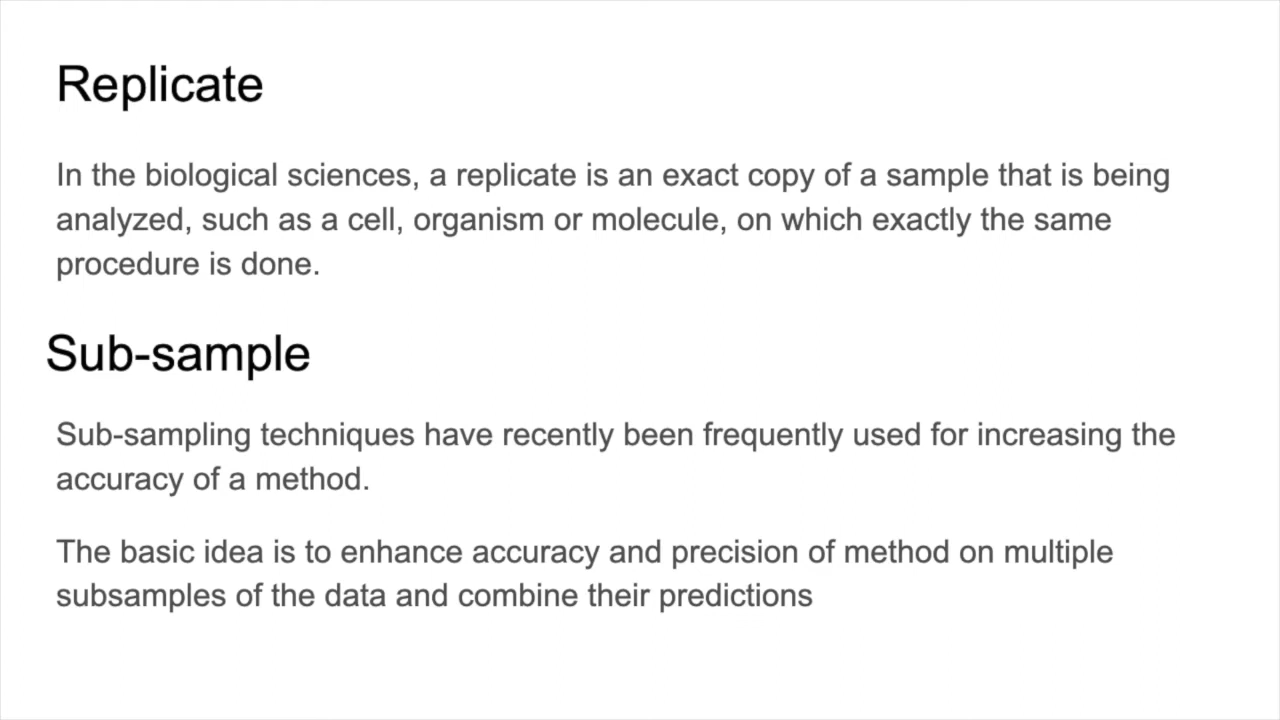 Replicate
In the biological sciences, a replicate is an exact copy of a sample that is being
analyzed, such as a cell, organism or molecule, on which exactly the same
procedure is done.
Sub-sample
Sub-sampling techniques have recently been frequently used for increasing the
accuracy of a method.
The basic idea is to enhance accuracy and precision of method on multiple
subsamples of the data and combine their predictions